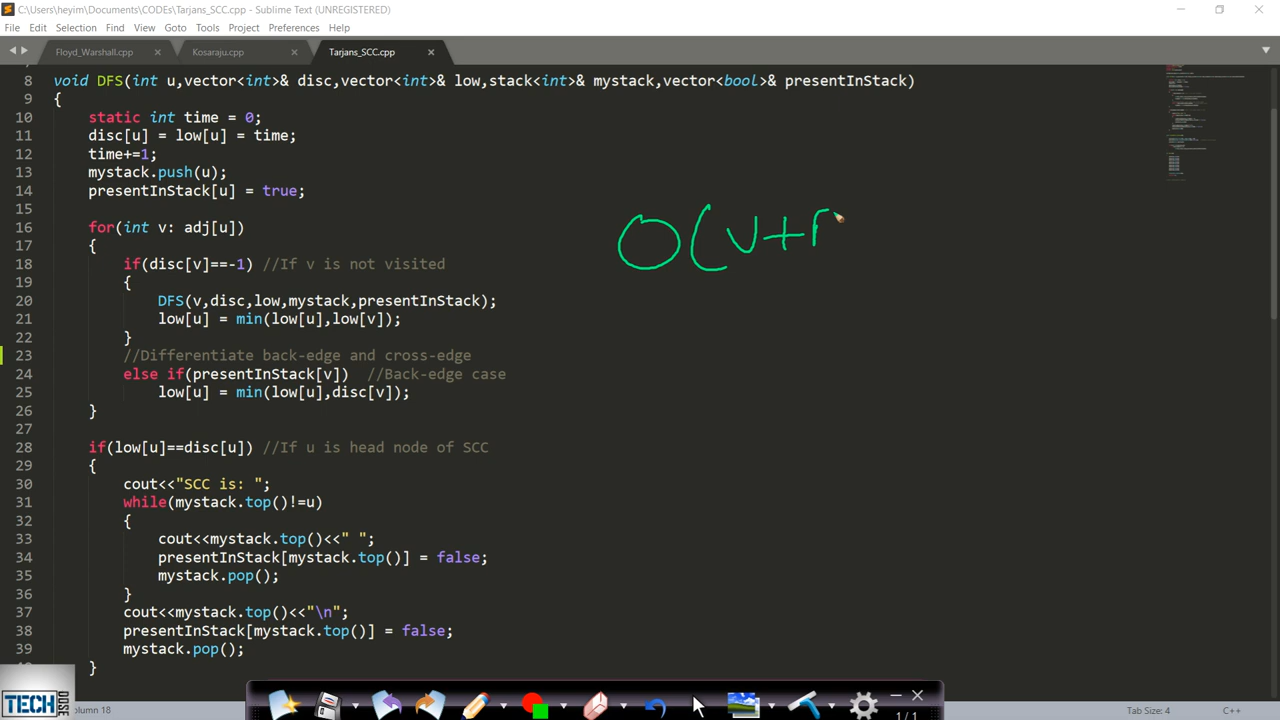 C:\Users\heyim\Documents\CODEs\Tarjans_SCC.cpp - Sublime Text (UNREGISTERED)
File Edit Selection Find View Goto Tools Project Preferences Help
Floyd_Warshall.cpp Kosaraju.cpp Tarjans_SCC.cpp
8 void DFS(int u,vector<int>& disc,vector<int>& low,stack<int>& mystack,vector<bool>& presentInStack
9 {
10 static int time 0;
11 disc[u] = low[u] = time;
12 time+=1;
13 mystack.push(u);
14 presentInStack[u] = true;
15
16 for(int v: adj[u])
17 {
18 if(disc[v]==-1) //If v is not visited
19 {
20 DFS(v,disc,low,mystack,presentInStack);
21 low[u] = min(low[u],low[v]);
22 }
23 //Differentiate back-edge and cross-edge
24 else if(presentInStack[v]) //Back-edge case
25 low[u] = min(low[u],disc[v]);
26 }
27
28 if(low[u]==disc[u]) //If u is head node of SCC
29 {
30 cout<<"SCC is: ";
31 while(mystack.top()!=u)
32 {
33 cout<<mystack.top()<<" ";
34 presentInStack[mystack.top()] = false;
35 mystack.pop();
36 }
37 cout<<mystack.top()<<"\n";
38 presentInStack[mystack.top()] = false;
39 mystack.pop();
}
O(V+
TECH DOSE
column 18 1/1 Tab Size: 4 C++